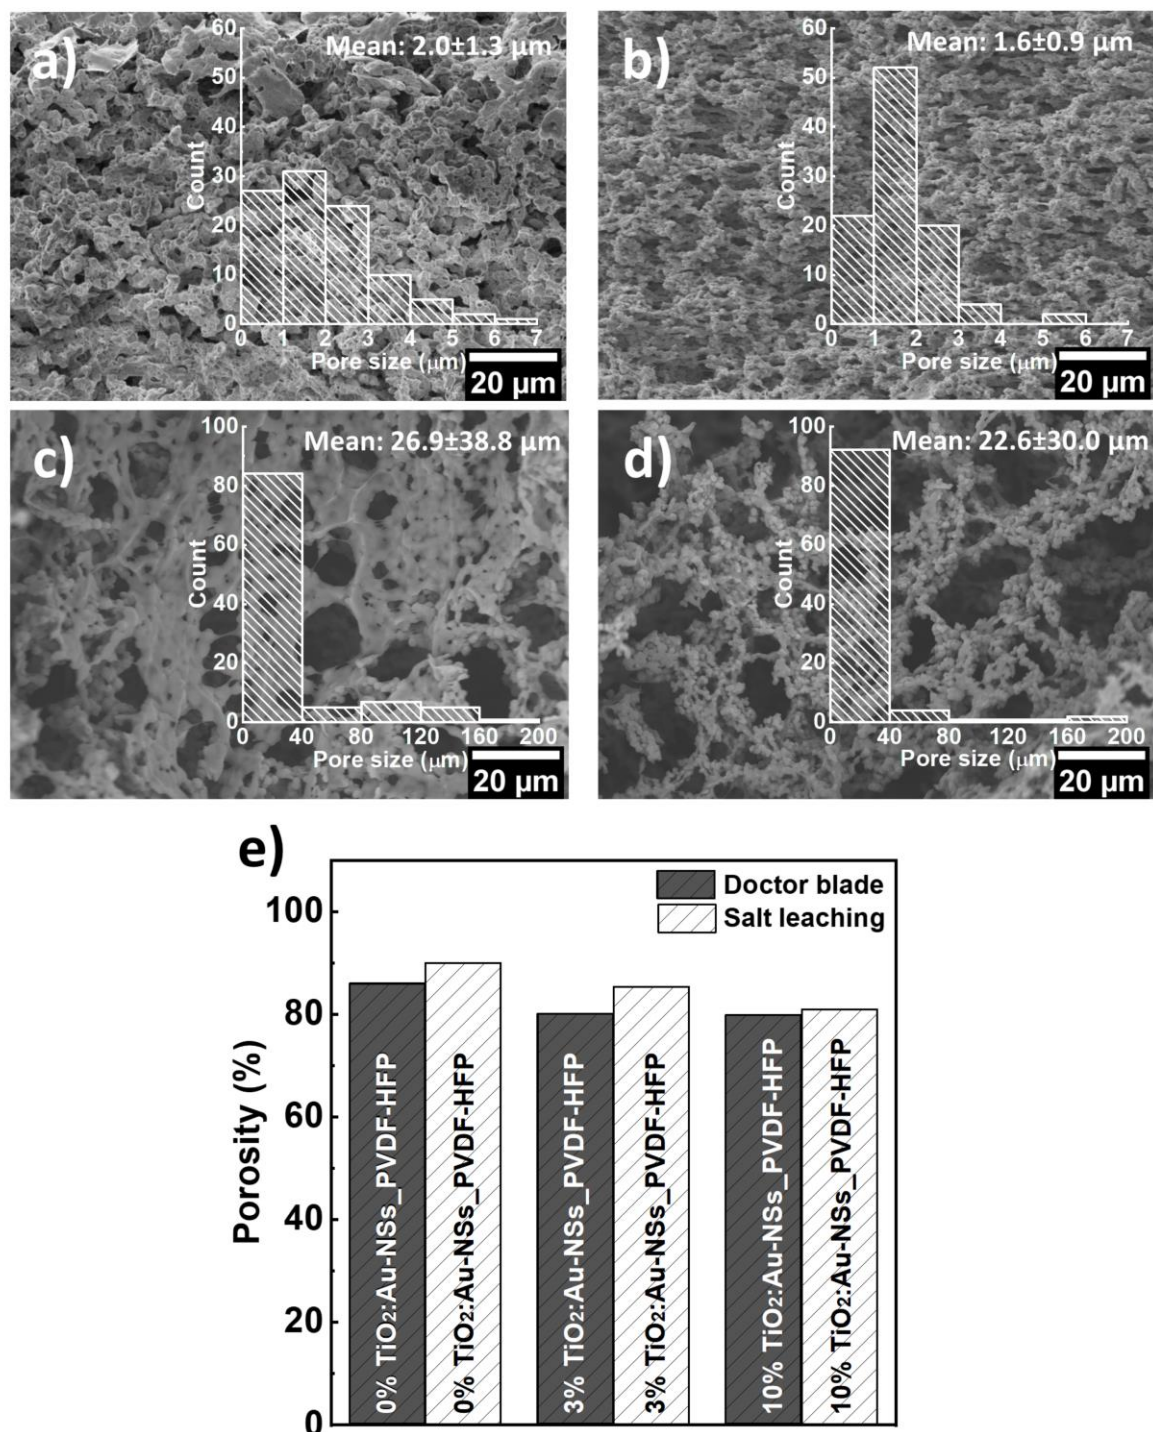 a)
Mean: 2.0±1.3 µm
60
50
40
30
20
10
0
Count
0 1 2 3 4 5 6 7
Pore size (µm)
20 µm
b)
Mean: 1.6±0.9 µm
60
50
40
30
20
10
0
Count
0 1 2 3 4 5 6 7
Pore size (µm)
20 µm
c)
Mean: 26.9±38.8 µm
100
80
60
40
20
0
Count
0 40 80 120 160 200
Pore size (µm)
20 µm
d)
Mean: 22.6±30.0 µm
100
80
60
40
20
0
Count
0 40 80 120 160 200
Pore size (µm)
20 µm
e)
Doctor blade
Salt leaching
Porosity (%)
100
80
60
40
20
0
0% TiO₂:Au-NSs_PVDF-HFP
0% TiO₂:Au-NSs_PVDF-HFP
3% TiO₂:Au-NSs_PVDF-HFP
3% TiO₂:Au-NSs_PVDF-HFP
10% TiO₂:Au-NSs_PVDF-HFP
10% TiO₂:Au-NSs_PVDF-HFP